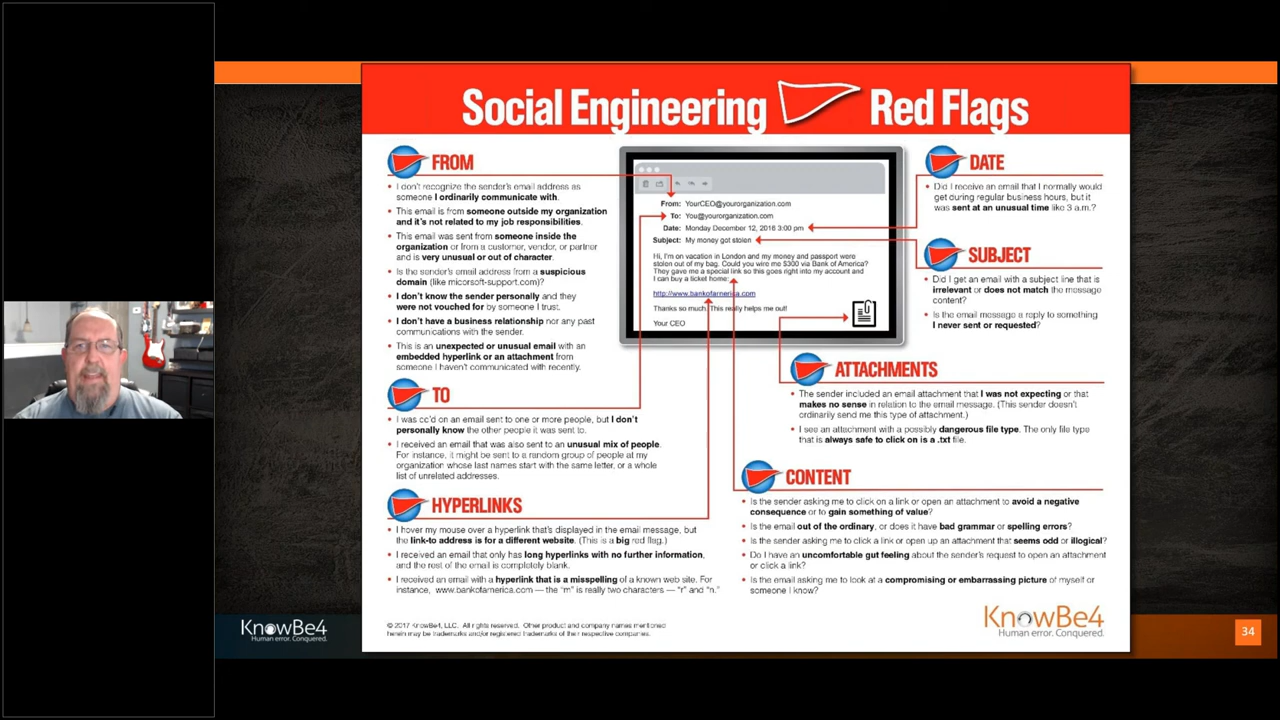 Social Engineering Red Flags
FROM
• I don't recognize the sender's email address as
someone I ordinarily communicate with.
• This email is from someone outside my organization
and it's not related to my job responsibilities.
• This email was sent from someone inside the
organization or from a customer, vendor, or partner
and is very unusual or out of character.
• Is the sender's email address from a suspicious
domain (like micorsoft-support.com)?
• I don't know the sender personally and they
were not vouched for by someone I trust.
• I don't have a business relationship nor any past
communications with the sender.
• This is an unexpected or unusual email with an
embedded hyperlink or an attachment from
someone I haven't communicated with recently.
TO
• I was cc'd on an email sent to one or more people, but I don't
personally know the other people it was sent to.
• I received an email that was also sent to an unusual mix of people.
For instance, it might be sent to a random group of people at my
organization whose last names start with the same letter, or a whole
list of unrelated addresses.
HYPERLINKS
• I hover my mouse over a hyperlink that's displayed in the email message, but
the link-to address is for a different website. (This is a big red flag.)
• I received an email that only has long hyperlinks with no further information,
and the rest of the email is completely blank.
• I received an email with a hyperlink that is a misspelling of a known web site. For
instance, www.bankofarnerica.com — the "m" is really two characters — "r" and "n."
© 2017 KnowBe4, LLC. All rights reserved. Other product and company names mentioned
herein may be trademarks and/or registered trademarks of their respective companies.
From: YourCEO@yourorganization.com
To: You@yourorganization.com
Date: Monday December 12, 2016 3:00 pm
Subject: My money got stolen
Hi, I'm on vacation in London and my money and passport were
stolen out of my bag. Could you wire me $300 via Bank of America?
They gave me a special link so this goes right into my account and
I can buy a ticket home:
http://www.bankofarnerica.com
Thanks so much. This really helps me out!
Your CEO
DATE
• Did I receive an email that I normally would
get during regular business hours, but it
was sent at an unusual time like 3 a.m.?
SUBJECT
• Did I get an email with a subject line that is
irrelevant or does not match the message
content?
• Is the email message a reply to something
I never sent or requested?
ATTACHMENTS
• The sender included an email attachment that I was not expecting or that
makes no sense in relation to the email message. (This sender doesn't
ordinarily send me this type of attachment.)
• I see an attachment with a possibly dangerous file type. The only file type
that is always safe to click on is a .txt file.
CONTENT
• Is the sender asking me to click on a link or open an attachment to avoid a negative
consequence or to gain something of value?
• Is the email out of the ordinary, or does it have bad grammar or spelling errors?
• Is the sender asking me to click a link or open up an attachment that seems odd or illogical?
• Do I have an uncomfortable gut feeling about the sender's request to open an attachment
or click a link?
• Is the email asking me to look at a compromising or embarrassing picture of myself or
someone I know?
KnowBe4
Human error. Conquered.
KnowBe4
Human error. Conquered.
34